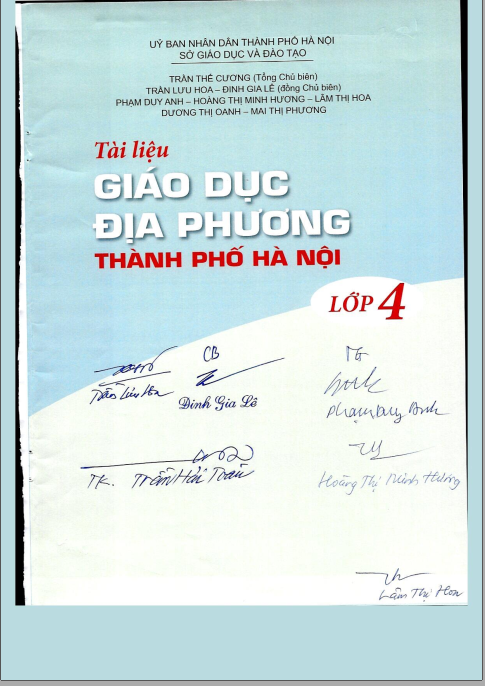 UỶ BAN NHÂN DÂN THÀNH PHỐ HÀ NỘI
SỞ GIÁO DỤC VÀ ĐÀO TẠO
TRẦN THẾ CƯƠNG (Tổng Chủ biên)
TRẦN LƯU HOA – ĐINH GIA LÊ (đồng Chủ biên)
PHẠM DUY ANH – HOÀNG THỊ MINH HƯƠNG – LÂM THỊ HOA
DƯƠNG THỊ OANH – MAI THỊ PHƯƠNG
Tài liệu
GIÁO DỤC
ĐỊA PHƯƠNG
THÀNH PHỐ HÀ NỘI
LỚP 4
CB
TG
Trần Lưu Hoa
Đinh Gia Lê
Phạm Duy Anh
TK. Trần Hải Toàn
Hoàng Thị Minh Hương
Lâm Thị Hoa